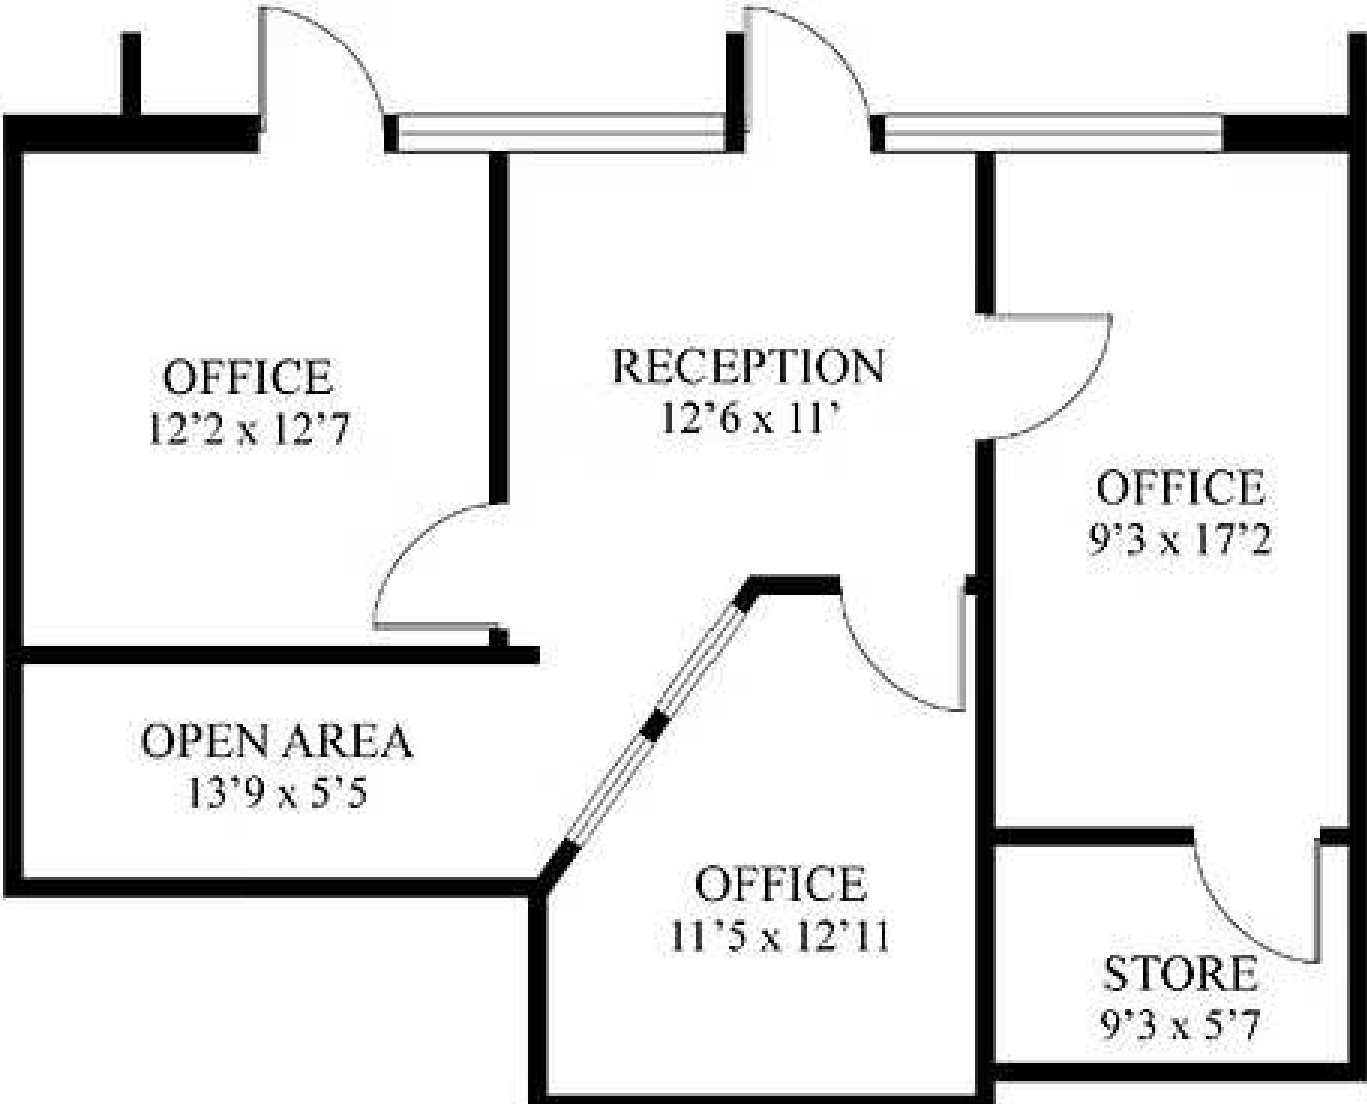 OFFICE
12’2 x 12’7
RECEPTION
12’6 x 11’
OFFICE
9’3 x 17’2
OPEN AREA
13’9 x 5’5
OFFICE
11’5 x 12’11
STORE
9’3 x 5’7